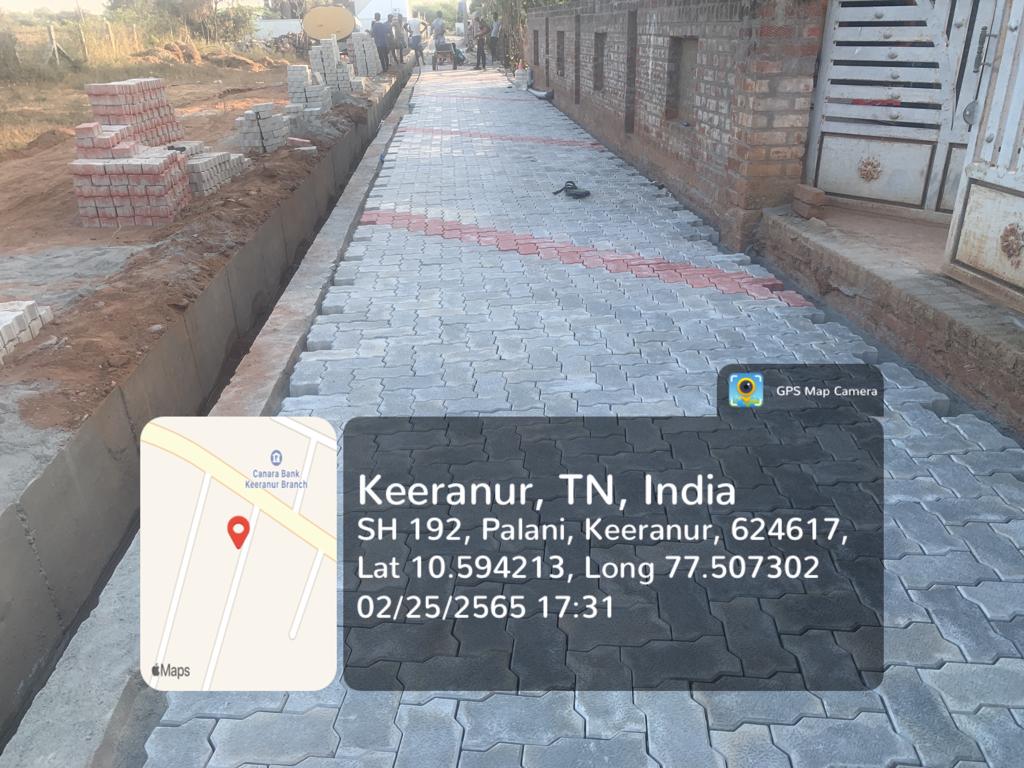 GPS Map Camera
Canara Bank
Keeranur Branch
Maps
Keeranur, TN, India
SH 192, Palani, Keeranur, 624617,
Lat 10.594213, Long 77.507302
02/25/2565 17:31